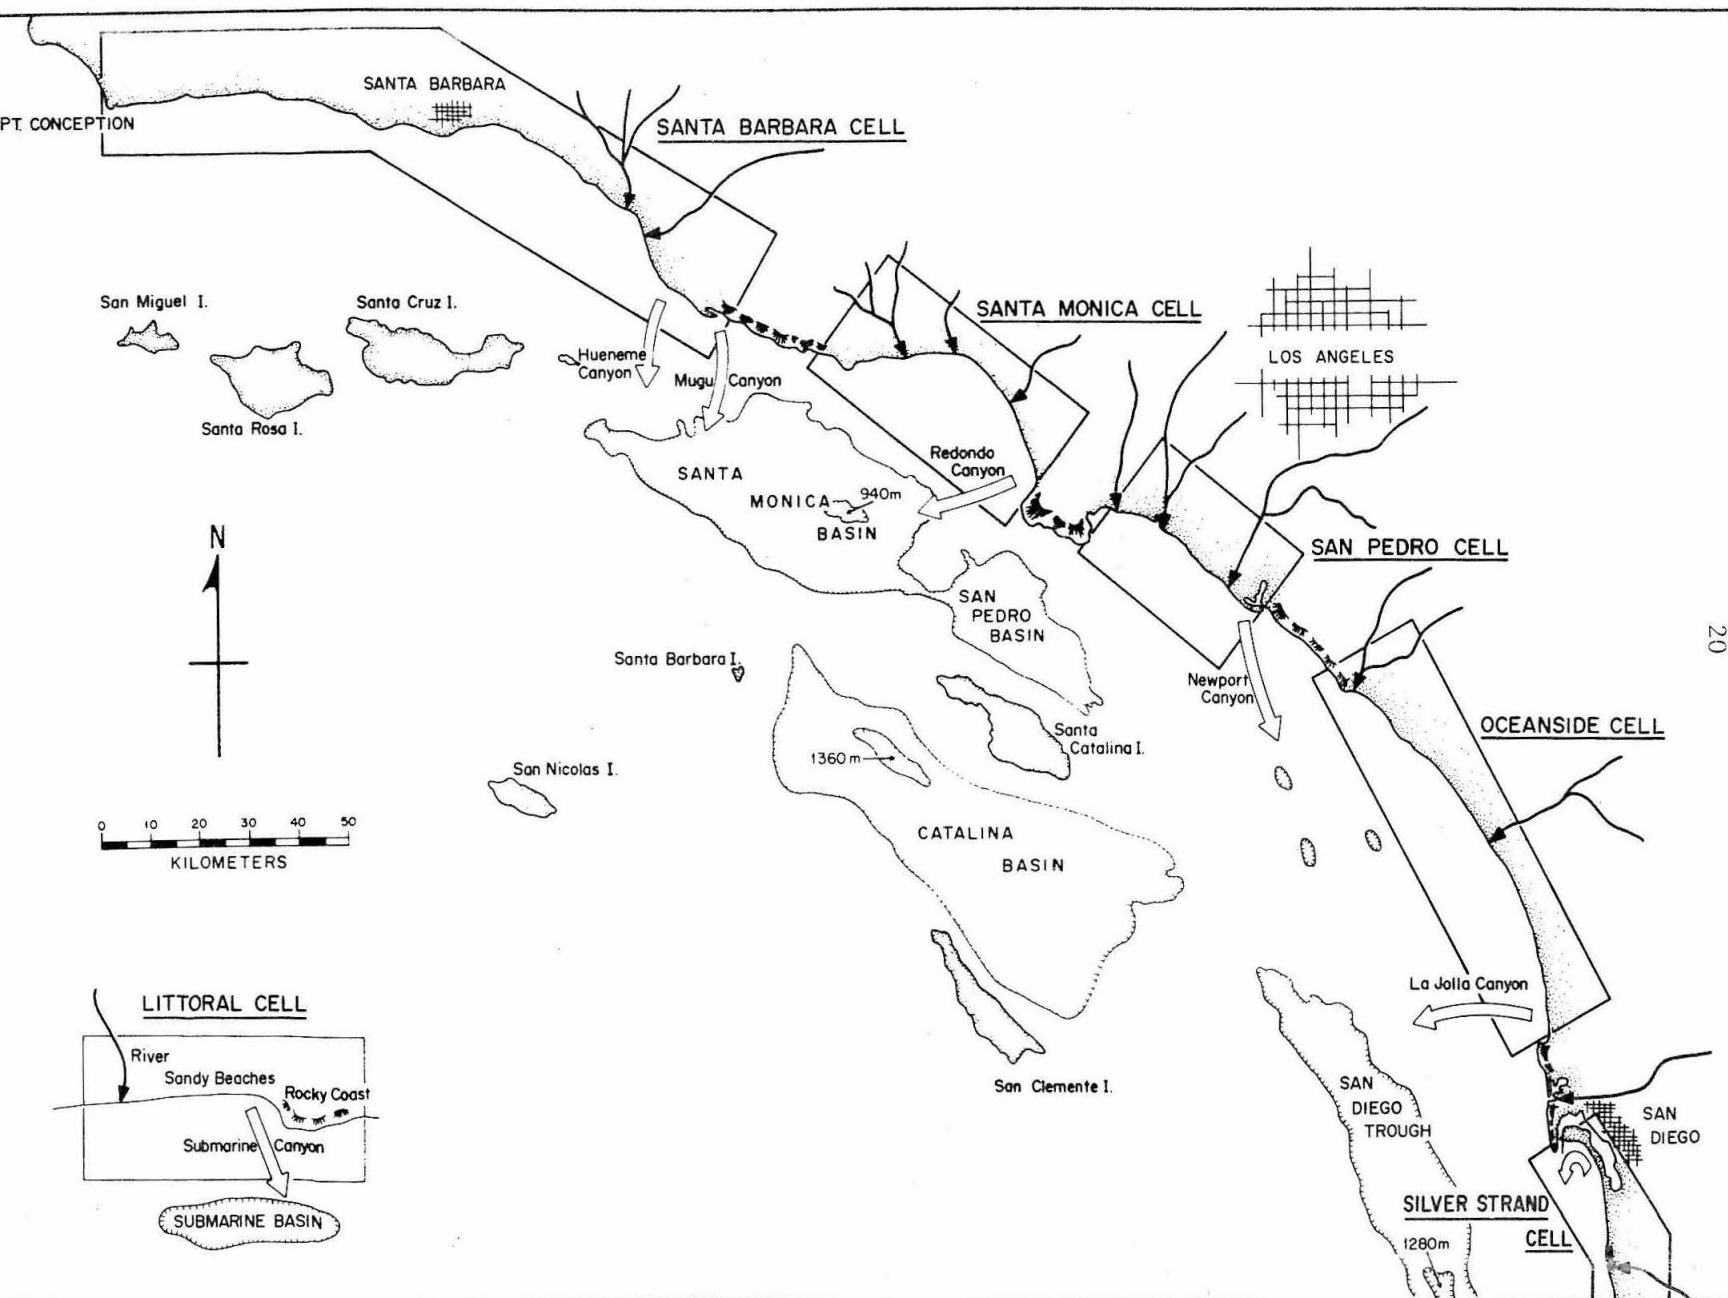 SANTA BARBARA
PT. CONCEPTION
SANTA BARBARA CELL
San Miguel I.
Santa Cruz I.
Santa Rosa I.
Hueneme
Canyon
Mugu Canyon
SANTA MONICA CELL
LOS ANGELES
Redondo
Canyon
SANTA
MONICA
BASIN
940m
N
SAN PEDRO CELL
SAN
PEDRO
BASIN
20
Santa Barbara I.
Newport
Canyon
Santa
Catalina I.
OCEANSIDE CELL
1360m
San Nicolas I.
0 10 20 30 40 50
KILOMETERS
CATALINA
BASIN
La Jolla Canyon
LITTORAL CELL
River
Sandy Beaches
Rocky Coast
Submarine Canyon
SUBMARINE BASIN
San Clemente I.
SAN
DIEGO
TROUGH
SAN
DIEGO
SILVER STRAND
CELL
1280m